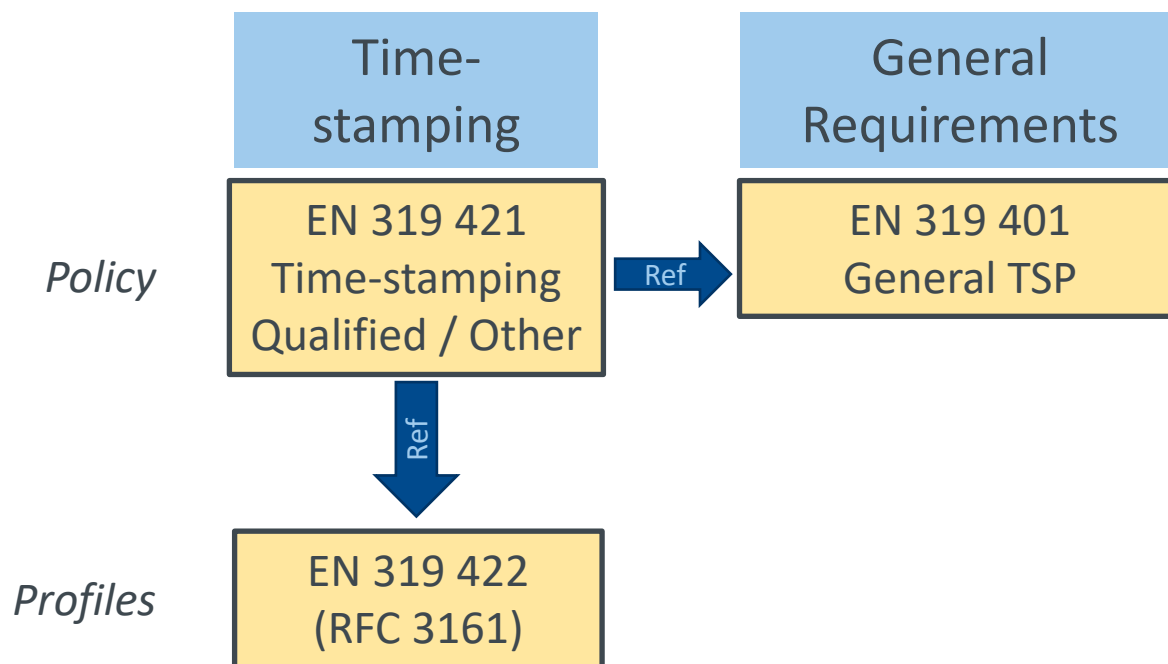 Time-
stamping
General
Requirements
Policy
EN 319 421
Time-stamping
Qualified / Other
Ref
EN 319 401
General TSP
Ref
Profiles
EN 319 422
(RFC 3161)